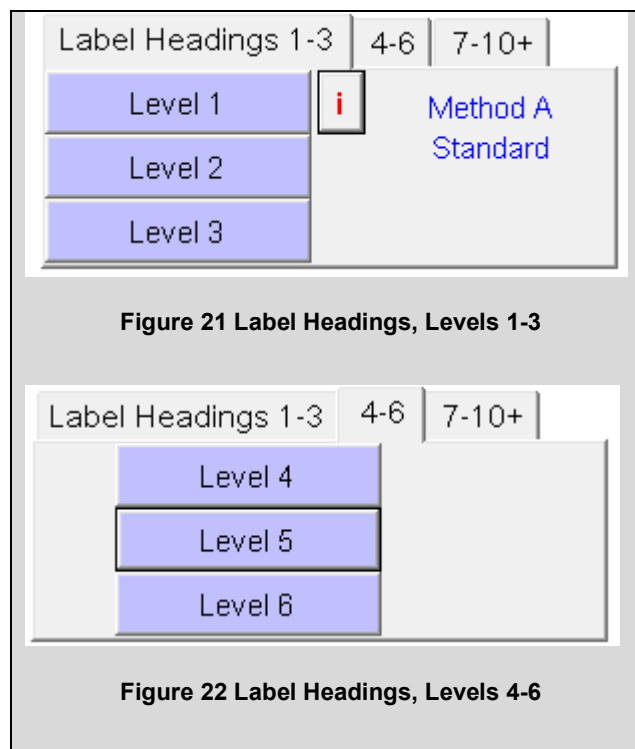 Label Headings 1-3 4-6 7-10+
Level 1 i Method A
Standard
Level 2
Level 3
Figure 21 Label Headings, Levels 1-3
Label Headings 1-3 4-6 7-10+
Level 4
Level 5
Level 6
Figure 22 Label Headings, Levels 4-6